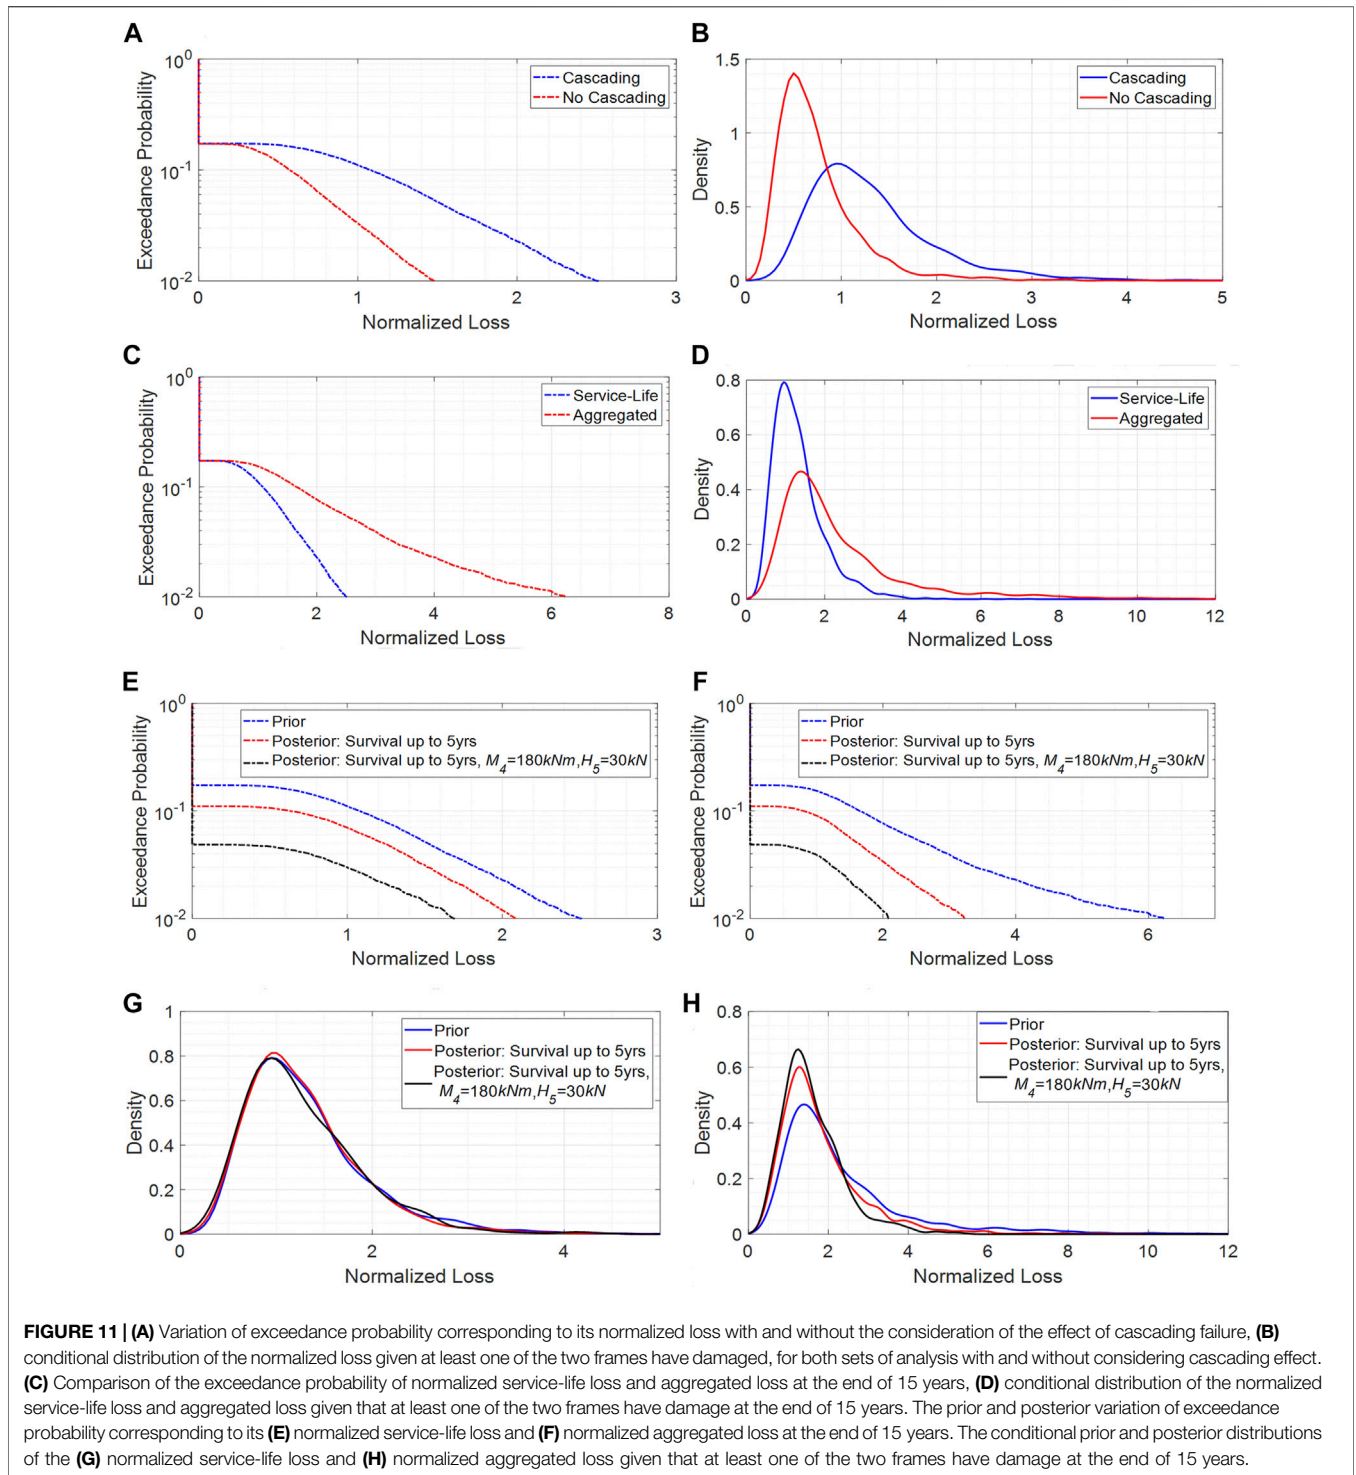 A
10^0
10^-1
10^-2
Exceedance Probability
Cascading
No Cascading
0 1 2 3
Normalized Loss
B
1.5
1
0.5
0
Density
Cascading
No Cascading
0 1 2 3 4 5
Normalized Loss
C
10^0
10^-1
10^-2
Exceedance Probability
Service-Life
Aggregated
0 2 4 6 8
Normalized Loss
D
0.8
0.6
0.4
0.2
0
Density
Service-Life
Aggregated
0 2 4 6 8 10 12
Normalized Loss
E
10^0
10^-1
10^-2
Exceedance Probability
Prior
Posterior: Survival up to 5yrs
Posterior: Survival up to 5yrs, M_4=180kNm,H_5=30kN
0 1 2 3
Normalized Loss
F
10^0
10^-1
10^-2
Exceedance Probability
Prior
Posterior: Survival up to 5yrs
Posterior: Survival up to 5yrs, M_4=180kNm,H_5=30kN
0 2 4 6
Normalized Loss
G
1
0.8
0.6
0.4
0.2
0
Density
Prior
Posterior: Survival up to 5yrs
Posterior: Survival up to 5yrs,
M_4=180kNm,H_5=30kN
0 2 4
Normalized Loss
H
0.8
0.6
0.4
0.2
0
Density
Prior
Posterior: Survival up to 5yrs
Posterior: Survival up to 5yrs,
M_4=180kNm,H_5=30kN
0 2 4 6 8 10 12
Normalized Loss
FIGURE 11 | (A) Variation of exceedance probability corresponding to its normalized loss with and without the consideration of the effect of cascading failure, (B)
conditional distribution of the normalized loss given at least one of the two frames have damaged, for both sets of analysis with and without considering cascading effect.
(C) Comparison of the exceedance probability of normalized service-life loss and aggregated loss at the end of 15 years, (D) conditional distribution of the normalized
service-life loss and aggregated loss given that at least one of the two frames have damage at the end of 15 years. The prior and posterior variation of exceedance
probability corresponding to its (E) normalized service-life loss and (F) normalized aggregated loss at the end of 15 years. The conditional prior and posterior distributions
of the (G) normalized service-life loss and (H) normalized aggregated loss given that at least one of the two frames have damage at the end of 15 years.